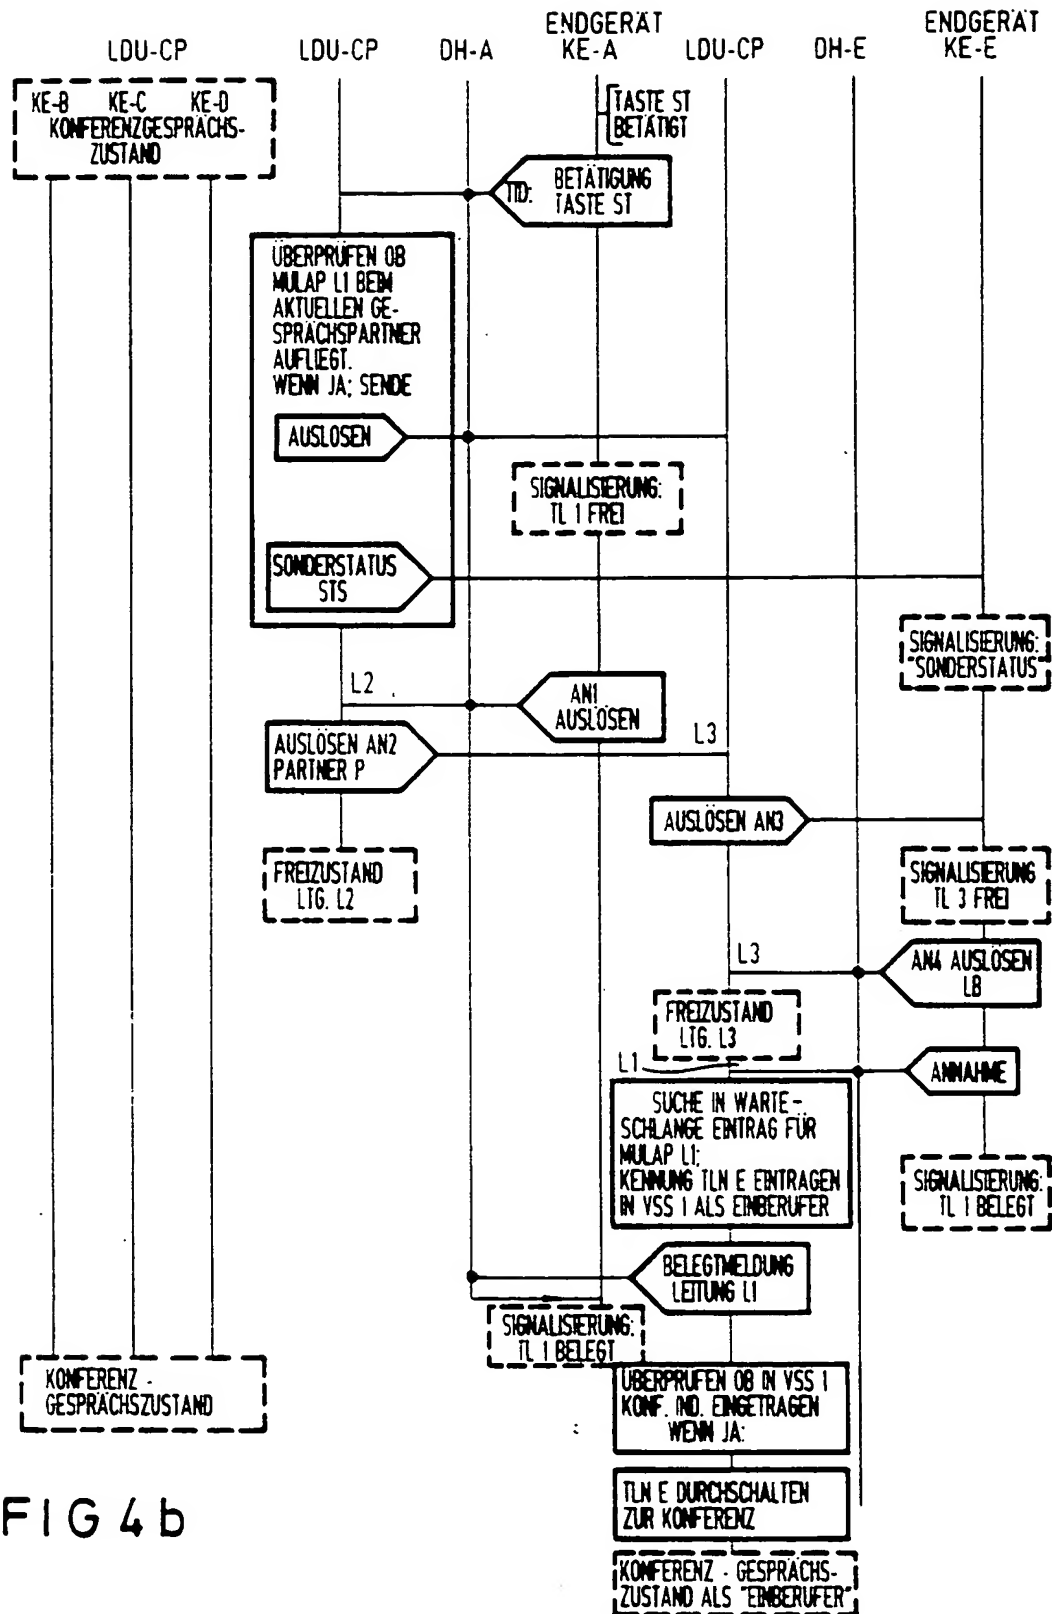 ENDGERÄT
ENDGERÄT
LDU-CP
LDU-CP
DH-A
KE-A
LDU-CP
DH-E
KE-E
KE-B KE-C KE-D
KONFERENZGESPRÄCHS-
ZUSTAND
TASTE ST
BETÄTIGT
TTD: BETÄTIGUNG
TASTE ST
ÜBERPRÜFEN OB
MULAP L1 BEIM
AKTUELLEN GE-
SPRÄCHSPARTNER
AUFLIEGT.
WENN JA; SENDE
AUSLÖSEN
SIGNALISIERUNG:
TL 1 FREI
SONDERSTATUS
STS
SIGNALISIERUNG:
"SONDERSTATUS"
L2
AN1
AUSLÖSEN
AUSLÖSEN AN2
PARTNER P
L3
AUSLÖSEN AN3
FREIZUSTAND
LTG. L2
SIGNALISIERUNG
TL 3 FREI
L3
AN4 AUSLÖSEN
LB
FREIZUSTAND
LTG. L3
L1
ANNAHME
SUCHE IN WARTE-
SCHLANGE EINTRAG FÜR
MULAP L1;
KENNUNG TLN E EINTRAGEN
IN VSS 1 ALS EINBERUFER
SIGNALISIERUNG:
TL 1 BELEGT
BELEGTMELDUNG
LEITUNG L1
SIGNALISIERUNG:
TL 1 BELEGT
KONFERENZ-
GESPRÄCHSZUSTAND
ÜBERPRÜFEN OB IN VSS 1
KONF. IND. EINGETRAGEN
WENN JA:
TLN E DURCHSCHALTEN
ZUR KONFERENZ
FIG 4b
KONFERENZ-GESPRÄCHS-
ZUSTAND ALS "EINBERUFER"